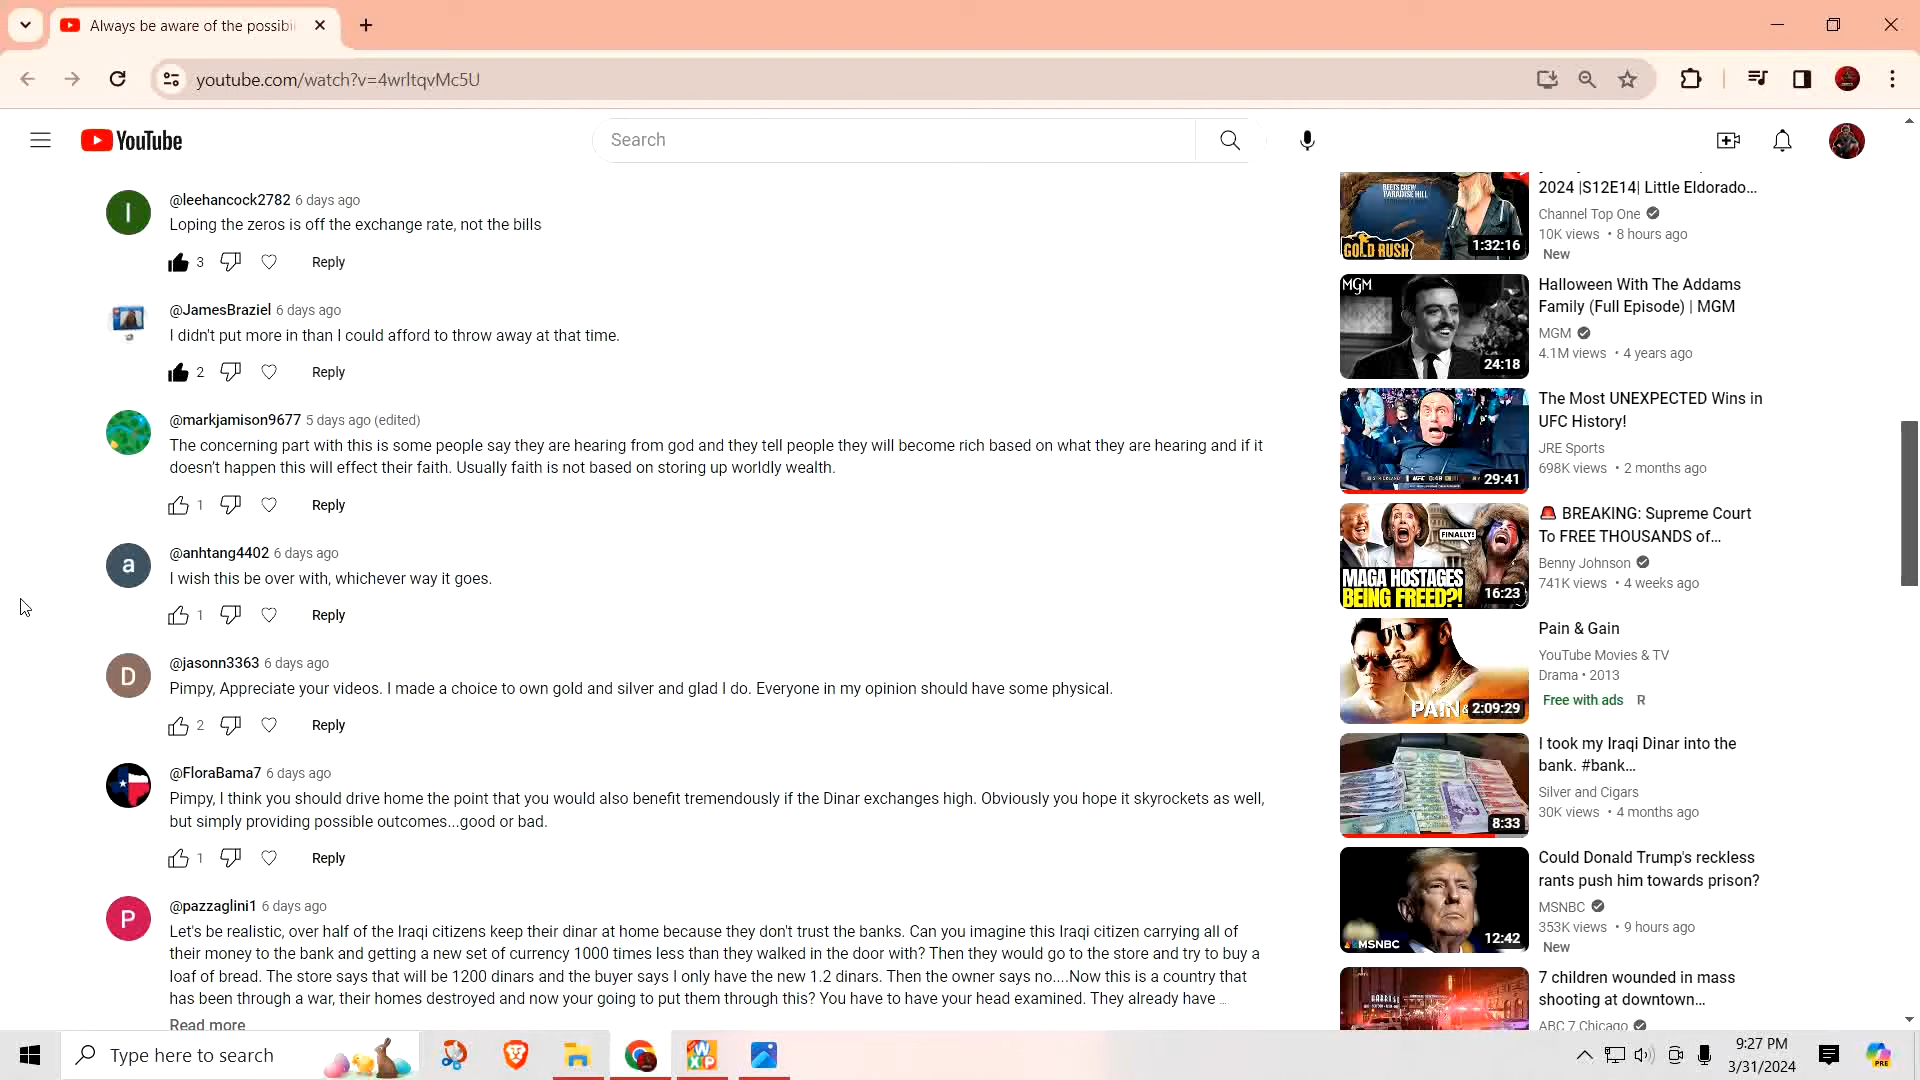 Always be aware of the possibi
youtube.com/watch?v=4wrltqvMc5U
YouTube
Search
@leehancock2782 6 days ago
Loping the zeros is off the exchange rate, not the bills
3 Reply
@JamesBraziel 6 days ago
I didn't put more in than I could afford to throw away at that time.
2 Reply
@markjamison9677 5 days ago (edited)
The concerning part with this is some people say they are hearing from god and they tell people they will become rich based on what they are hearing and if it
doesn't happen this will effect their faith. Usually faith is not based on storing up worldly wealth.
1 Reply
a
@anhtang4402 6 days ago
I wish this be over with, whichever way it goes.
1 Reply
D
@jasonn3363 6 days ago
Pimpy, Appreciate your videos. I made a choice to own gold and silver and glad I do. Everyone in my opinion should have some physical.
2 Reply
@FloraBama7 6 days ago
Pimpy, I think you should drive home the point that you would also benefit tremendously if the Dinar exchanges high. Obviously you hope it skyrockets as well,
but simply providing possible outcomes...good or bad.
1 Reply
P
@pazzaglini1 6 days ago
Let's be realistic, over half of the Iraqi citizens keep their dinar at home because they don't trust the banks. Can you imagine this Iraqi citizen carrying all of
their money to the bank and getting a new set of currency 1000 times less than they walked in the door with? Then they would go to the store and try to buy a
loaf of bread. The store says that will be 1200 dinars and the buyer says I only have the new 1.2 dinars. Then the owner says no....Now this is a country that
has been through a war, their homes destroyed and now your going to put them through this? You have to have your head examined. They already have ...
Read more
BEETS CREW
PARADISE HILL
GOLD RUSH
1:32:16
2024 |S12E14| Little Eldorado...
Channel Top One
10K views • 8 hours ago
New
MGM
24:18
Halloween With The Addams
Family (Full Episode) | MGM
MGM
4.1M views • 4 years ago
29:41
The Most UNEXPECTED Wins in
UFC History!
JRE Sports
698K views • 2 months ago
FINALLY!
MAGA HOSTAGES
BEING FREED?!
16:23
BREAKING: Supreme Court
To FREE THOUSANDS of...
Benny Johnson
741K views • 4 weeks ago
PAIN &
2:09:29
Pain & Gain
YouTube Movies & TV
Drama • 2013
Free with ads R
8:33
I took my Iraqi Dinar into the
bank. #bank...
Silver and Cigars
30K views • 4 months ago
MSNBC
12:42
Could Donald Trump's reckless
rants push him towards prison?
MSNBC
353K views • 9 hours ago
New
7 children wounded in mass
shooting at downtown...
ABC 7 Chicago
Type here to search
W
XP
9:27 PM
3/31/2024
PRE